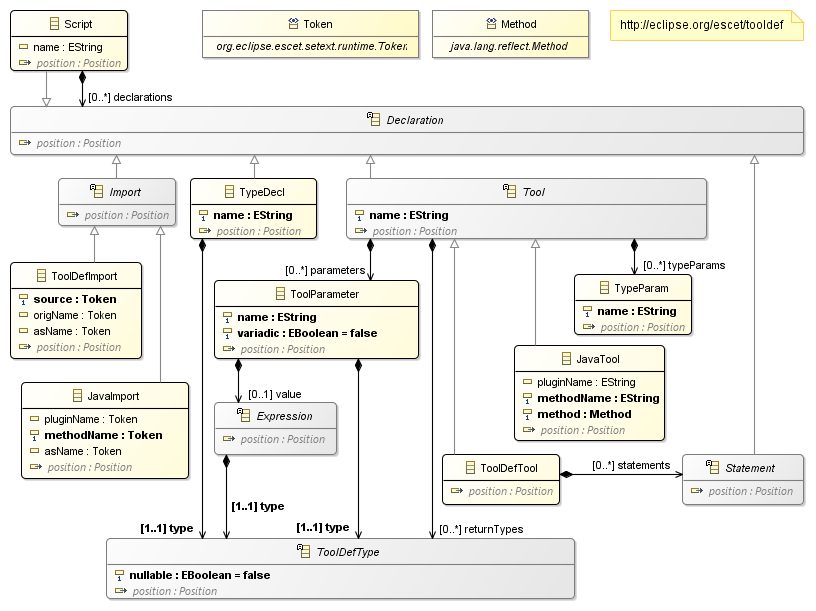 Script
name : EString
position : Position
Token
org.eclipse.escet.setext.runtime.Token
Method
java.lang.reflect.Method
http://eclipse.org/escet/tooldef
[0..*] declarations
Declaration
position : Position
Import
position : Position
TypeDecl
name : EString
position : Position
Tool
name : EString
position : Position
[0..*] parameters
[0..*] typeParams
ToolDefImport
source : Token
origName : Token
asName : Token
position : Position
ToolParameter
name : EString
variadic : EBoolean = false
position : Position
TypeParam
name : EString
position : Position
JavaTool
pluginName : EString
methodName : EString
method : Method
position : Position
JavaImport
pluginName : Token
methodName : Token
asName : Token
position : Position
[0..1] value
Expression
position : Position
ToolDefTool
position : Position
[0..*] statements
Statement
position : Position
[1..1] type
[1..1] type
[1..1] type
[0..*] returnTypes
ToolDefType
nullable : EBoolean = false
position : Position